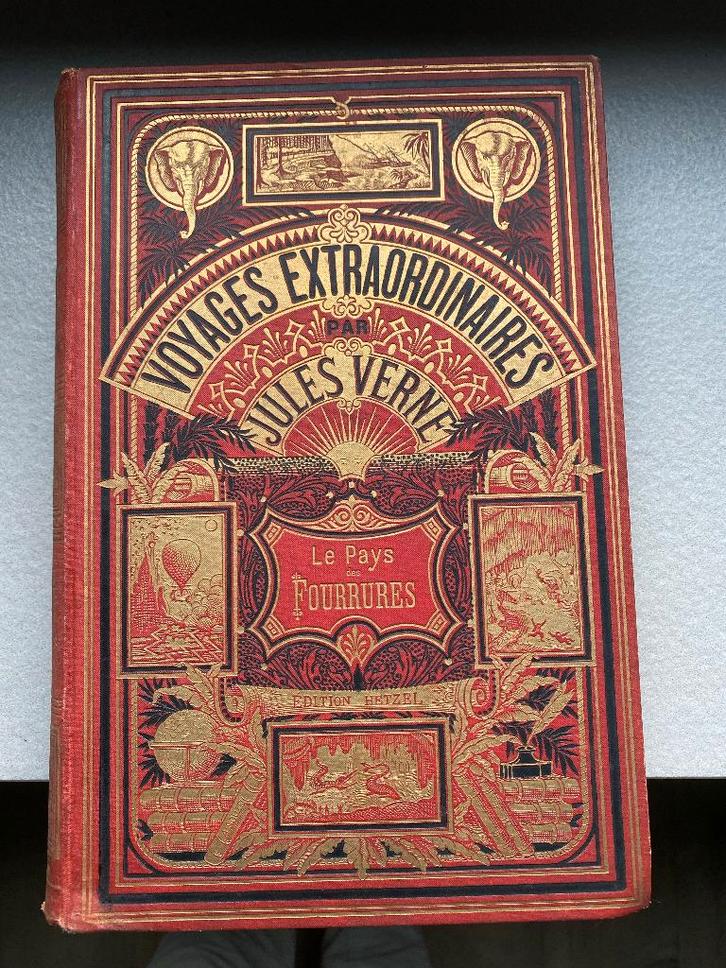 VOYAGES EXTRAORDINAIRES
PAR
JULES VERNE
Le Pays
des
FOURRURES
EDITION HETZEL